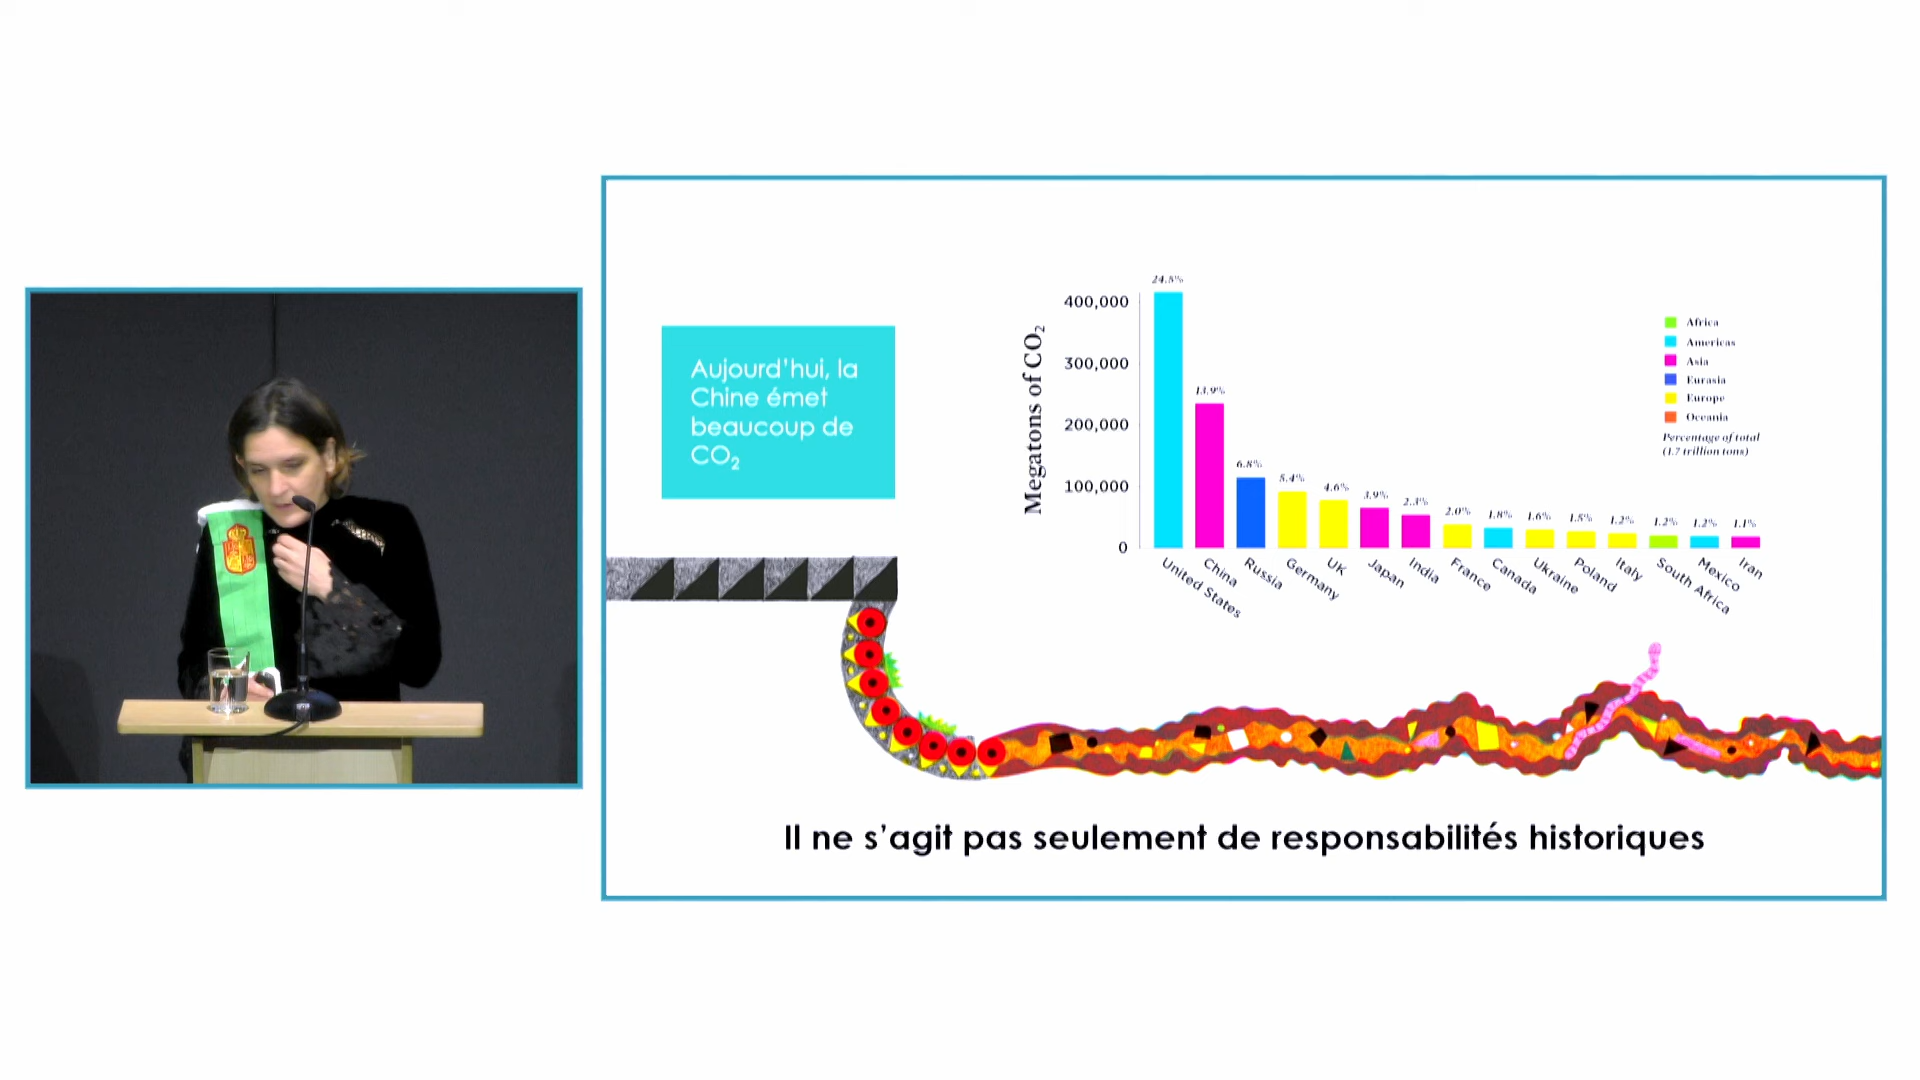 Aujourd'hui, la
Chine émet
beaucoup de
CO₂
Megatons of CO₂
400,000
300,000
200,000
100,000
0
24.5%
13.9%
6.8%
5.4%
4.6%
3.9%
2.3%
2.0%
1.8%
1.6%
1.5%
1.2%
1.2%
1.2%
1.1%
United States
China
Russia
Germany
UK
Japan
India
France
Canada
Ukraine
Poland
Italy
South Africa
Mexico
Iran
Africa
Americas
Asia
Eurasia
Europe
Oceania
Percentage of total
(1.7 trillion tons)
Il ne s'agit pas seulement de responsabilités historiques